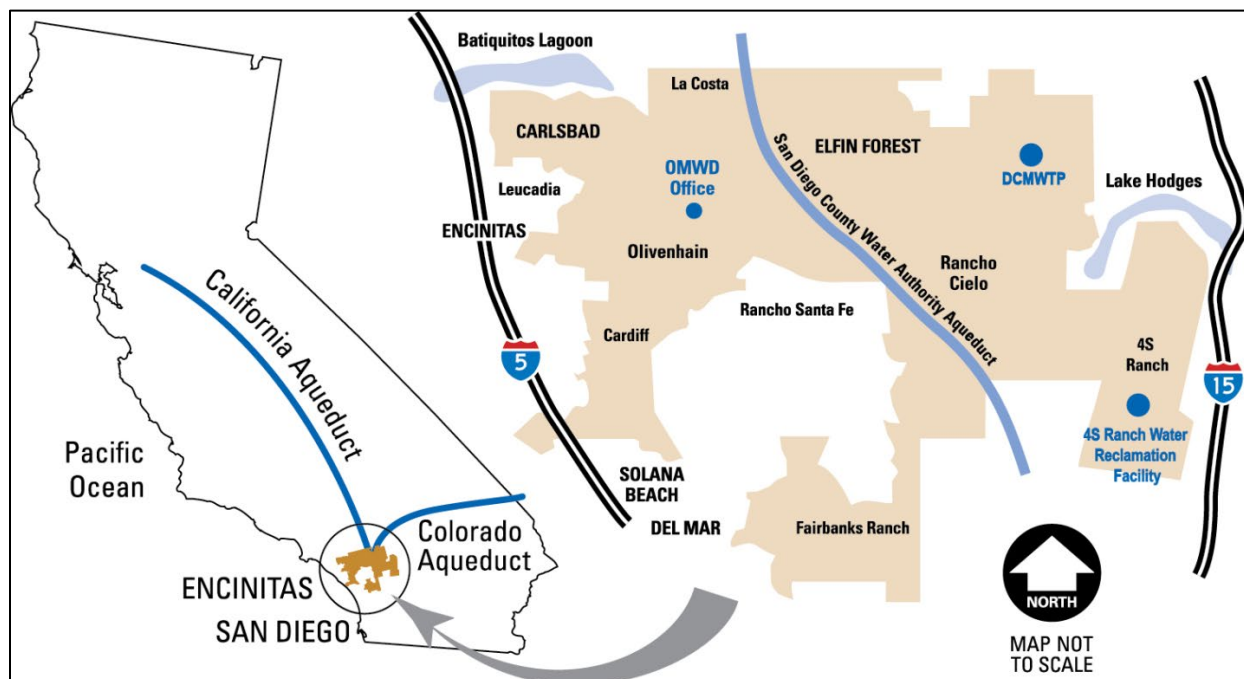 Batiquitos Lagoon
La Costa
CARLSBAD
ELFIN FOREST
San Diego County Water Authority Aqueduct
OMWD
Office
DCMWTP
Lake Hodges
Leucadia
ENCINITAS
Olivenhain
Rancho
Cielo
Rancho Santa Fe
Cardiff
4S
Ranch
5
15
4S Ranch Water
Reclamation
Facility
SOLANA
BEACH
DEL MAR
Fairbanks Ranch
California Aqueduct
Pacific
Ocean
Colorado
Aqueduct
ENCINITAS
SAN DIEGO
NORTH
MAP NOT
TO SCALE